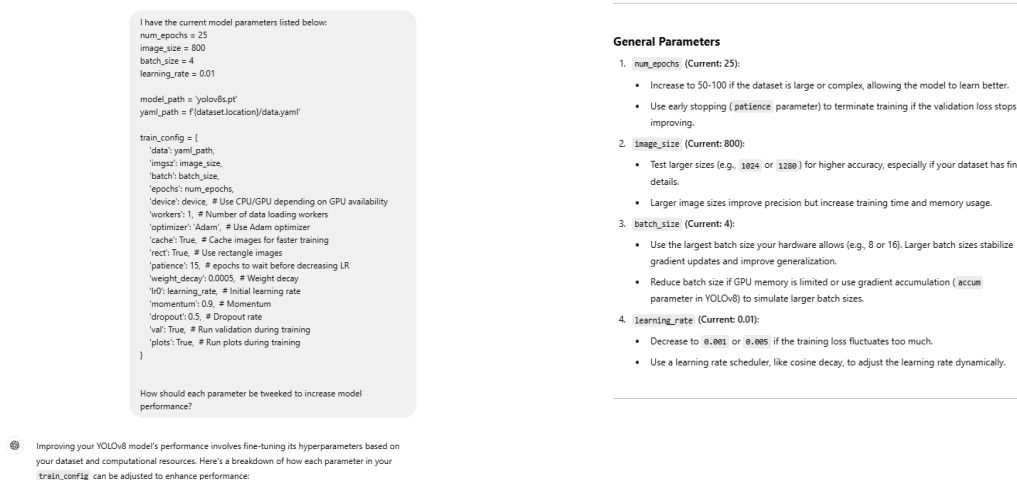 I have the current model parameters listed below:
num_epochs = 25
image_size = 800
batch_size = 4
learning_rate = 0.01
model_path = 'yolov8s.pt'
yaml_path = f'{dataset.location}/data.yaml'
train_config = {
'data': yaml_path,
'imgsz': image_size,
'batch': batch_size,
'epochs': num_epochs,
'device': device, # Use CPU/GPU depending on GPU availability
'workers': 1, # Number of data loading workers
'optimizer': 'Adam', # Use Adam optimizer
'cache': True, # Cache images for faster training
'rect': True, # Use rectangle images
'patience': 15, # epochs to wait before decreasing LR
'weight_decay': 0.0005, # Weight decay
'lr0': learning_rate, # Initial learning rate
'momentum': 0.9, # Momentum
'dropout': 0.5, # Dropout rate
'val': True, # Run validation during training
'plots': True, # Run plots during training
}
How should each parameter be tweeked to increase model
performance?
Improving your YOLOv8 model's performance involves fine-tuning its hyperparameters based on
your dataset and computational resources. Here's a breakdown of how each parameter in your
train_config can be adjusted to enhance performance:
General Parameters
1. num_epochs (Current: 25):
• Increase to 50-100 if the dataset is large or complex, allowing the model to learn better.
• Use early stopping ( patience parameter) to terminate training if the validation loss stops
improving.
2. image_size (Current: 800):
• Test larger sizes (e.g., 1024 or 1280 ) for higher accuracy, especially if your dataset has fin
details.
• Larger image sizes improve precision but increase training time and memory usage.
3. batch_size (Current: 4):
• Use the largest batch size your hardware allows (e.g., 8 or 16). Larger batch sizes stabilize
gradient updates and improve generalization.
• Reduce batch size if GPU memory is limited or use gradient accumulation ( accum
parameter in YOLOv8) to simulate larger batch sizes.
4. learning_rate (Current: 0.01):
• Decrease to 0.001 or 0.005 if the training loss fluctuates too much.
• Use a learning rate scheduler, like cosine decay, to adjust the learning rate dynamically.